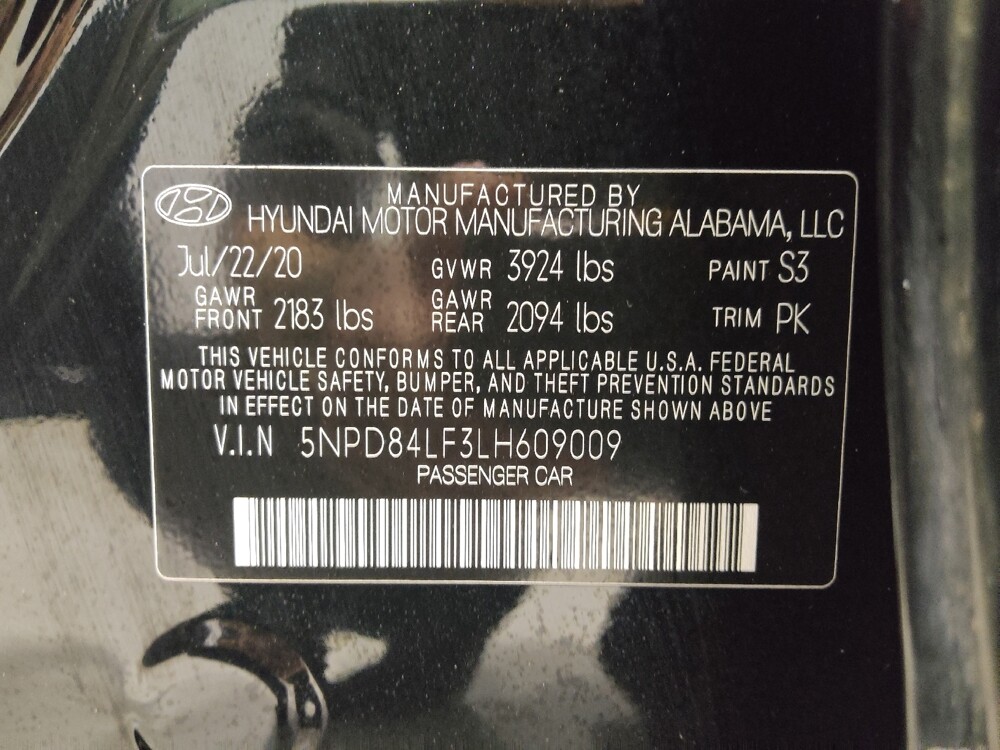 MANUFACTURED BY
HYUNDAI MOTOR MANUFACTURING ALABAMA, LLC
Jul/22/20 GVWR 3924 lbs PAINT S3
GAWR FRONT 2183 lbs GAWR REAR 2094 lbs TRIM PK
THIS VEHICLE CONFORMS TO ALL APPLICABLE U.S.A. FEDERAL
MOTOR VEHICLE SAFETY, BUMPER, AND THEFT PREVENTION STANDARDS
IN EFFECT ON THE DATE OF MANUFACTURE SHOWN ABOVE
V.I.N 5NPD84LF3LH609009
PASSENGER CAR